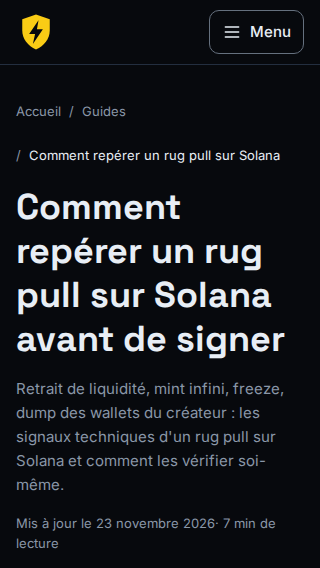 Menu
Accueil / Guides
/ Comment repérer un rug pull sur Solana
Comment
repérer un rug
pull sur Solana
avant de signer
Retrait de liquidité, mint infini, freeze,
dump des wallets du créateur : les
signaux techniques d'un rug pull sur
Solana et comment les vérifier soi-
même.
Mis à jour le 23 novembre 2026· 7 min de
lecture